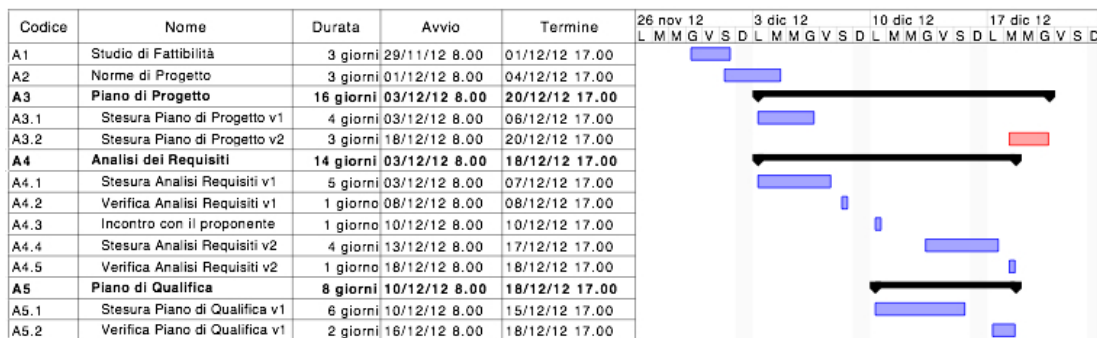 Codice Nome Durata Avvio Termine 26 nov 12 3 dic 12 10 dic 12 17 dic 12
L M M G V S D L M M G V S D L M M G V S D L M M G V S D
A1 Studio di Fattibilità 3 giorni 29/11/12 8.00 01/12/12 17.00
A2 Norme di Progetto 3 giorni 01/12/12 8.00 04/12/12 17.00
A3 Piano di Progetto 16 giorni 03/12/12 8.00 20/12/12 17.00
A3.1 Stesura Piano di Progetto v1 4 giorni 03/12/12 8.00 06/12/12 17.00
A3.2 Stesura Piano di Progetto v2 3 giorni 18/12/12 8.00 20/12/12 17.00
A4 Analisi dei Requisiti 14 giorni 03/12/12 8.00 18/12/12 17.00
A4.1 Stesura Analisi Requisiti v1 5 giorni 03/12/12 8.00 07/12/12 17.00
A4.2 Verifica Analisi Requisiti v1 1 giorno 08/12/12 8.00 08/12/12 17.00
A4.3 Incontro con il proponente 1 giorno 10/12/12 8.00 10/12/12 17.00
A4.4 Stesura Analisi Requisiti v2 4 giorni 13/12/12 8.00 17/12/12 17.00
A4.5 Verifica Analisi Requisiti v2 1 giorno 18/12/12 8.00 18/12/12 17.00
A5 Piano di Qualifica 8 giorni 10/12/12 8.00 18/12/12 17.00
A5.1 Stesura Piano di Qualifica v1 6 giorni 10/12/12 8.00 15/12/12 17.00
A5.2 Verifica Piano di Qualifica v1 2 giorni 16/12/12 8.00 18/12/12 17.00